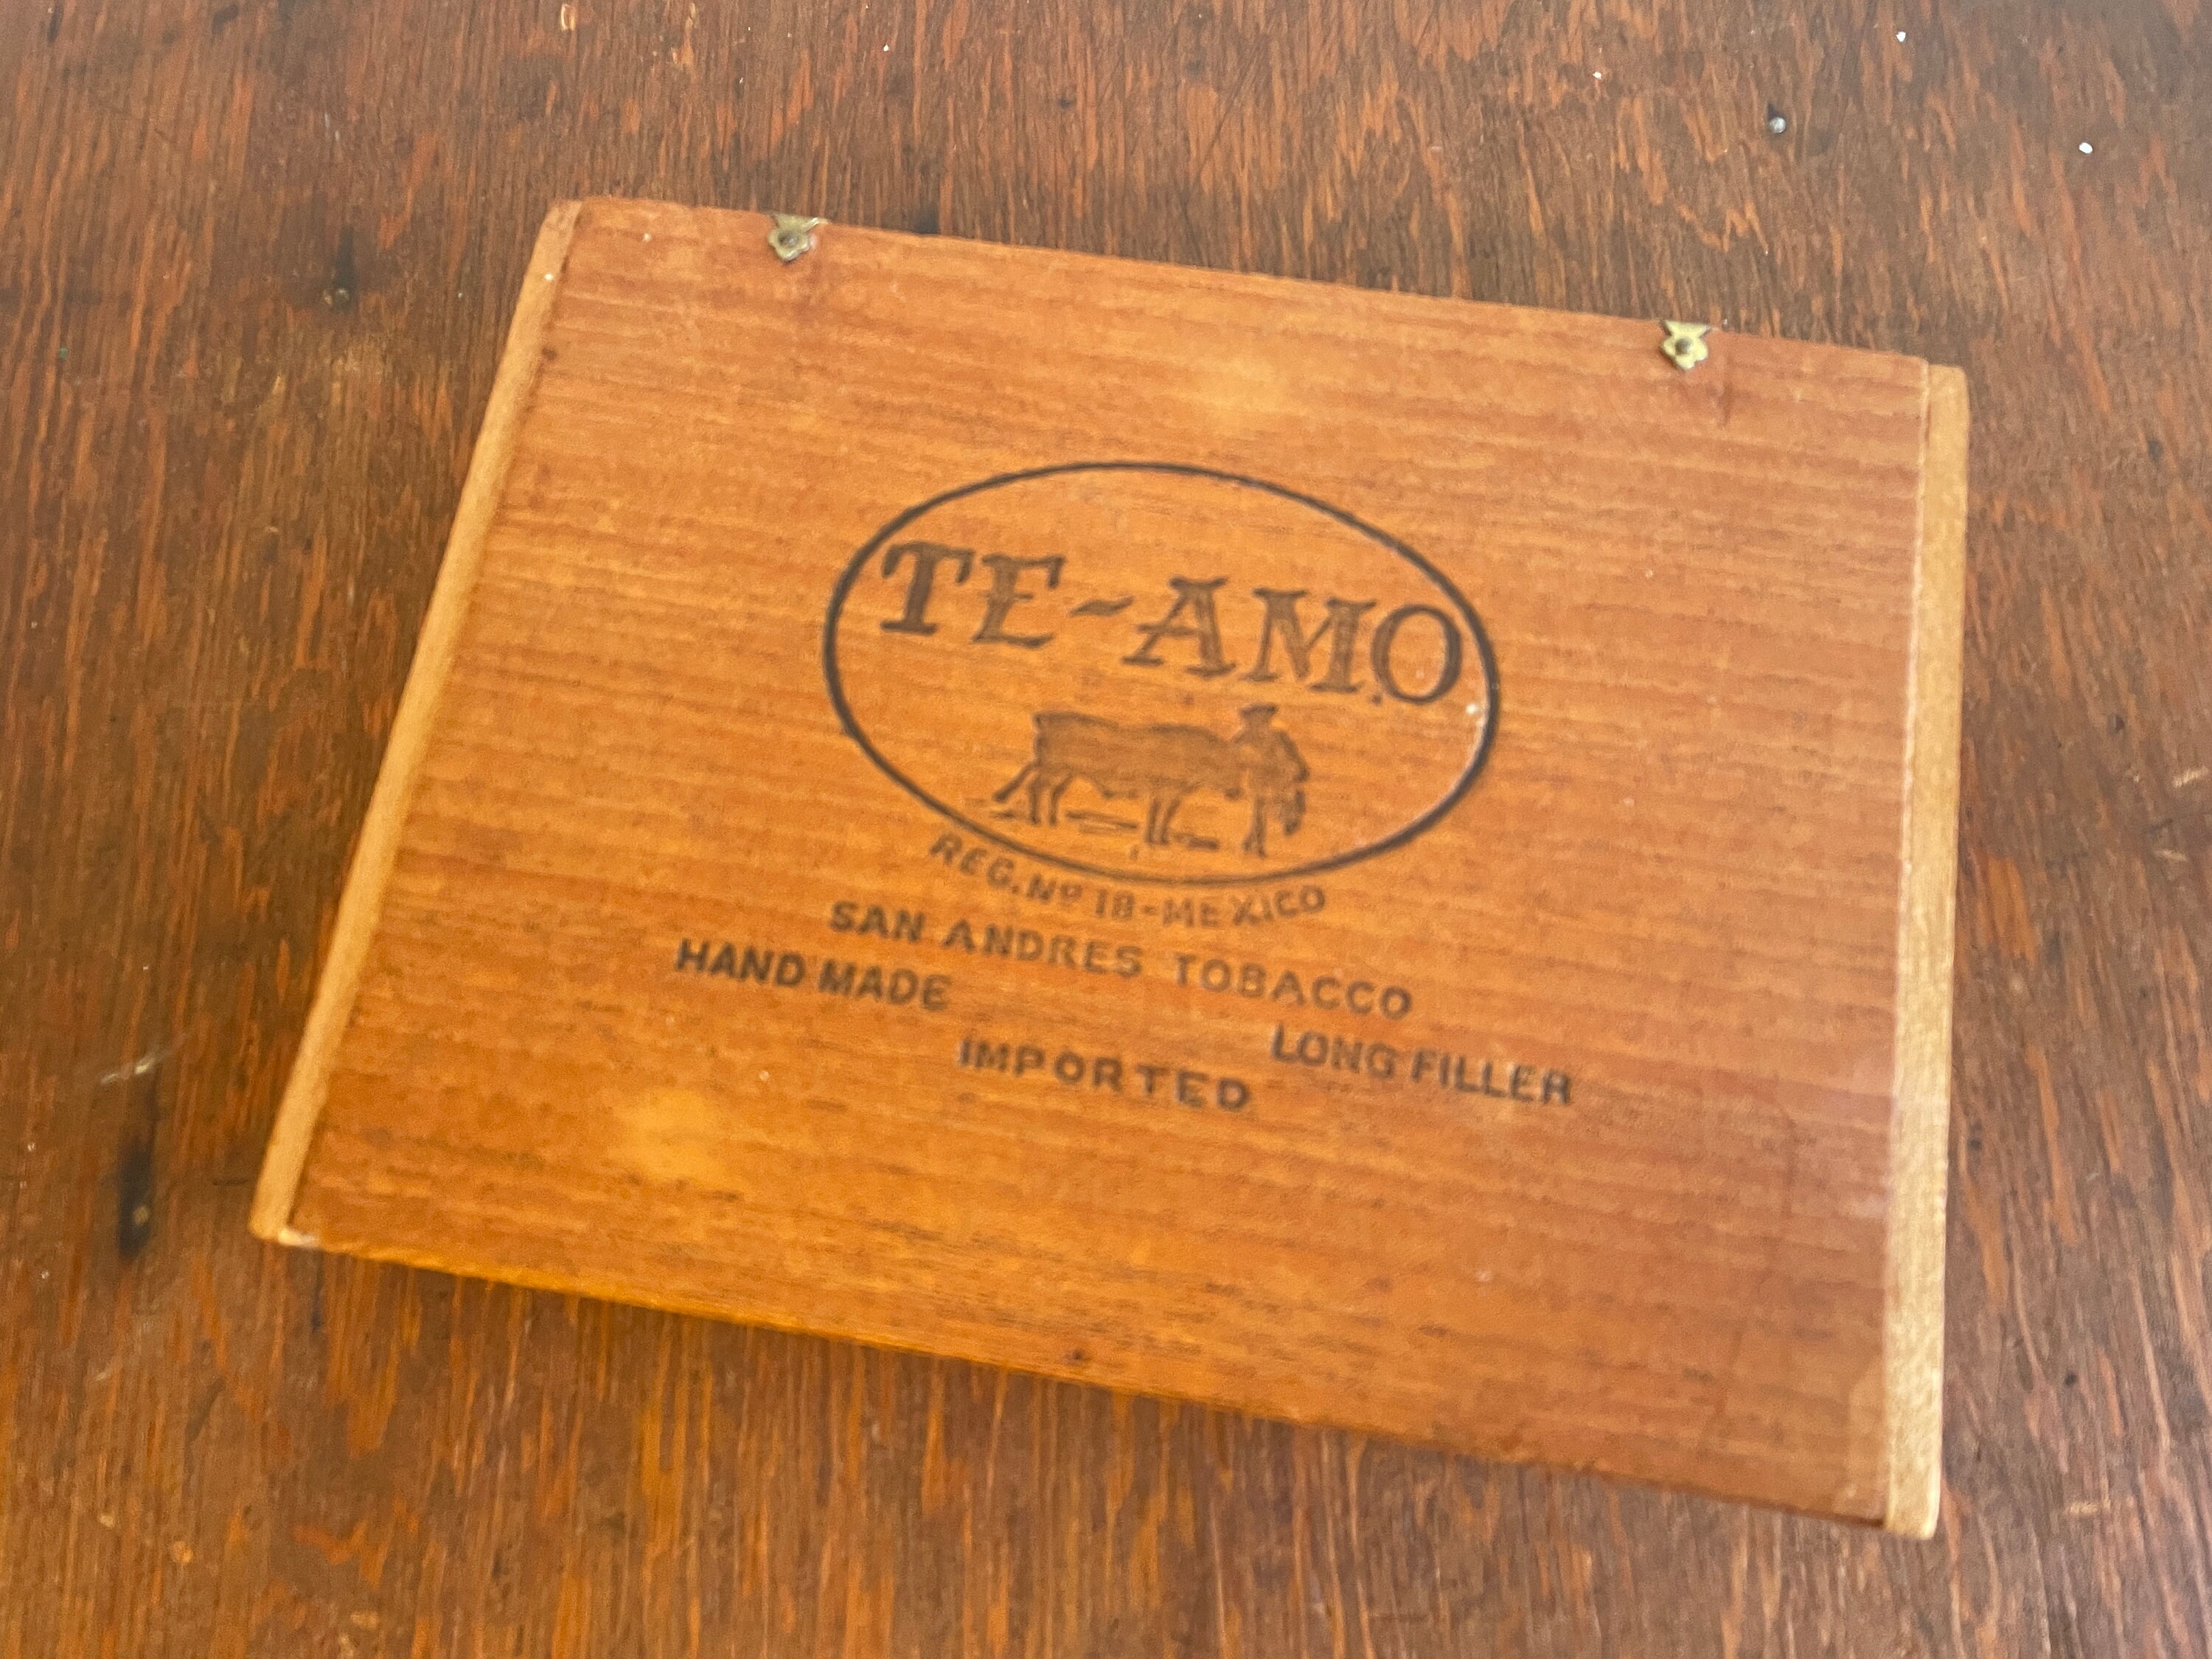 TE-AMO
REG. Nº 18-MEXICO
SAN ANDRES TOBACCO
HAND MADE LONG FILLER
IMPORTED